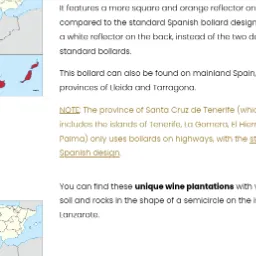 It features a more square and orange reflector on
compared to the standard Spanish bollard design
a white reflector on the back, instead of the two
standard bollards.
This bollard can also be found on mainland Spain,
provinces of Lleida and Tarragona.
NOTE: The province of Santa Cruz de Tenerife
includes the islands of Tenerife, La Gomera, El
Palma) only uses bollards on highways, with the
Spanish design.
You can find these unique wine plantations with
soil and rocks in the shape of a semicircle on the
Lanzarote.